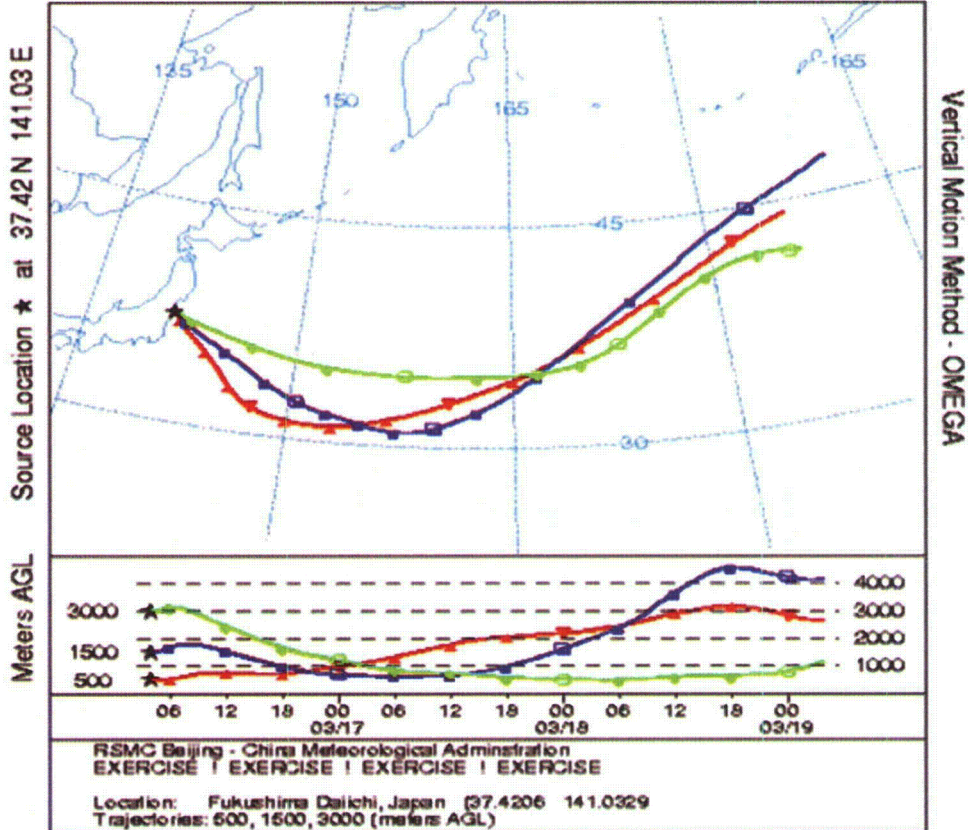 Source Location ★ at 37.42 N 141.03 E
Vertical Motion Method - OMEGA
135
150
165
-165
45
30
Meters AGL
3000
1500
500
4000
3000
2000
1000
06 12 18 00 06 12 18 00 06 12 18 00
03/17 03/18 03/19
RSMC Beijing - China Meteorological Adminstration
EXERCISE ! EXERCISE ! EXERCISE ! EXERCISE
Location: Fukushima Daiichi, Japan (37.4206 141.0329
Trajectories: 500, 1500, 3000 (meters AGL)